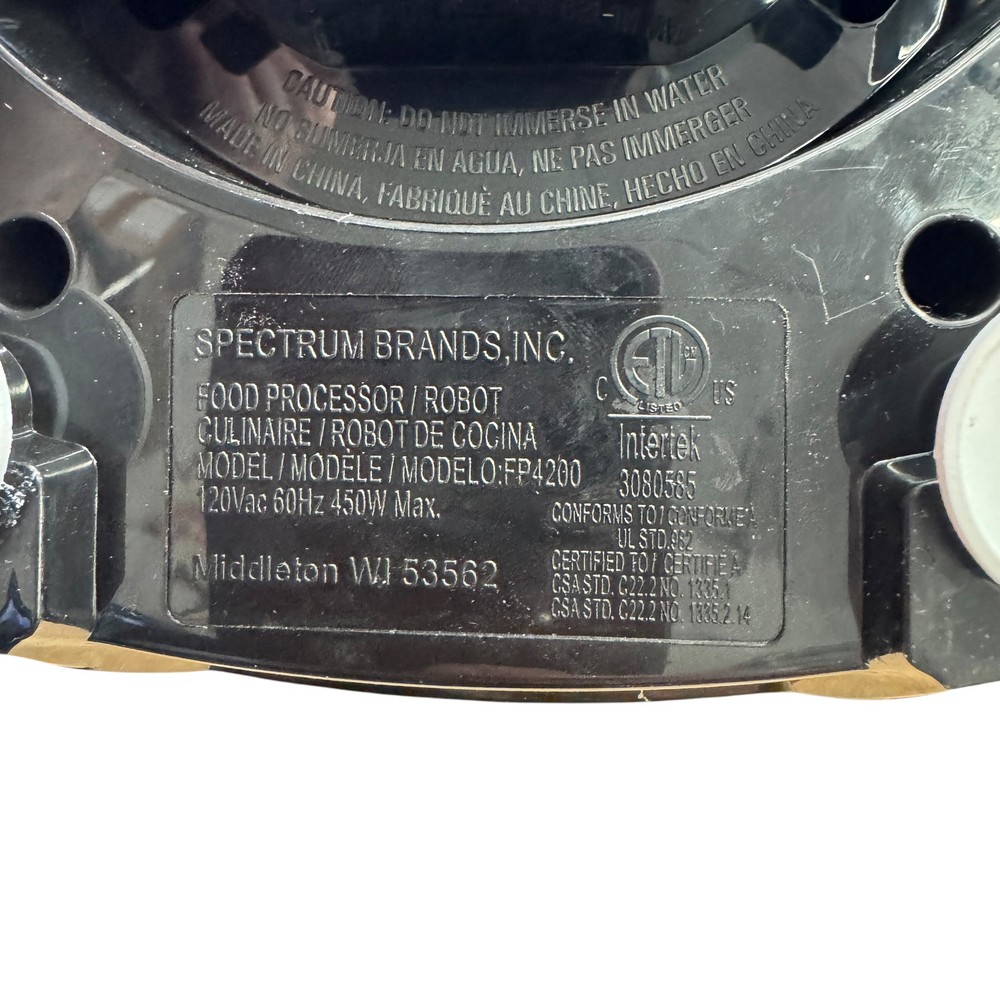 CAUTION: DO NOT IMMERSE IN WATER
NO SUMERJA EN AGUA, NE PAS IMMERGER
MADE IN CHINA, FABRIQUÈ AU CHINE, HECHO EN CHINA
SPECTRUM BRANDS,INC.
FOOD PROCESSOR / ROBOT
CULINAIRE / ROBOT DE COCINA
MODEL / MODÈLE / MODELO:FP4200
120Vac 60Hz 450W Max.
Middleton WI 53562
ETL CM
LISTED
C US
Intertek
3080585
CONFORMS TO / CONFORME A
UL STD.982
CERTIFIED TO / CERTIFIÉ A
CSA STD. C22.2 NO. 1335.1
CSA STD. C22.2 NO. 1335.2.14